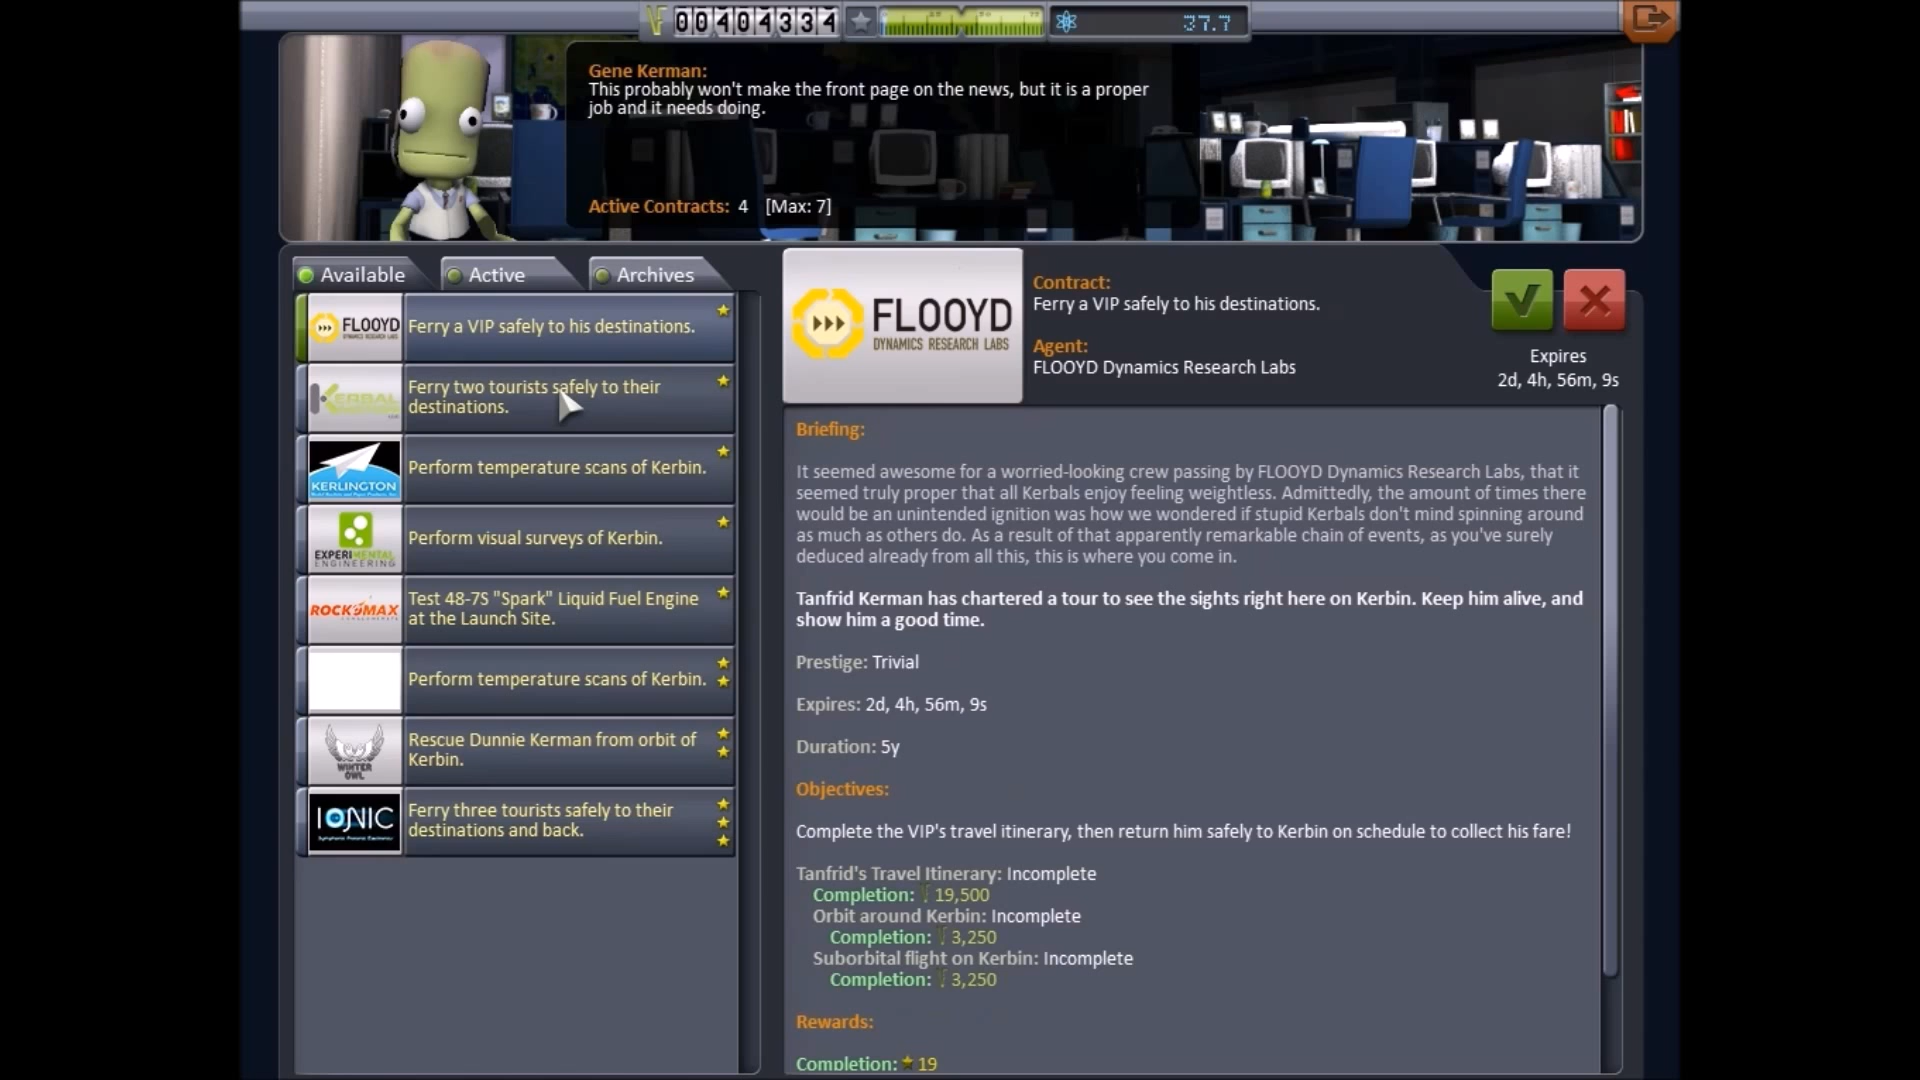 00404334
37.7
Gene Kerman:
This probably won't make the front page on the news, but it is a proper
job and it needs doing.
Active Contracts: 4 [Max: 7]
Available
Active
Archives
FLOOYD
DYNAMICS RESEARCH LABS
Ferry a VIP safely to his destinations.
KERBAL
Ferry two tourists safely to their
destinations.
KERLINGTON
Perform temperature scans of Kerbin.
EXPERIMENTAL
ENGINEERING
Perform visual surveys of Kerbin.
ROCKOMAX
Test 48-7S "Spark" Liquid Fuel Engine
at the Launch Site.
Perform temperature scans of Kerbin.
WINTER
OWL
Rescue Dunnie Kerman from orbit of
Kerbin.
IONIC
Ferry three tourists safely to their
destinations and back.
FLOOYD
DYNAMICS RESEARCH LABS
Contract:
Ferry a VIP safely to his destinations.
Agent:
FLOOYD Dynamics Research Labs
Expires
2d, 4h, 56m, 9s
Briefing:
It seemed awesome for a worried-looking crew passing by FLOOYD Dynamics Research Labs, that it
seemed truly proper that all Kerbals enjoy feeling weightless. Admittedly, the amount of times there
would be an unintended ignition was how we wondered if stupid Kerbals don't mind spinning around
as much as others do. As a result of that apparently remarkable chain of events, as you've surely
deduced already from all this, this is where you come in.
Tanfrid Kerman has chartered a tour to see the sights right here on Kerbin. Keep him alive, and
show him a good time.
Prestige: Trivial
Expires: 2d, 4h, 56m, 9s
Duration: 5y
Objectives:
Complete the VIP's travel itinerary, then return him safely to Kerbin on schedule to collect his fare!
Tanfrid's Travel Itinerary: Incomplete
Completion: 19,500
Orbit around Kerbin: Incomplete
Completion: 3,250
Suborbital flight on Kerbin: Incomplete
Completion: 3,250
Rewards:
Completion: 19